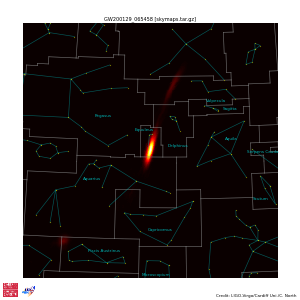 GW200129_065458 [skymaps.tar.gz]
Vulpecula
Sagitta
Pegasus
Equuleus
Delphinus
Aquila
Serpens Cauda
Aquarius
Scutum
Capricornus
Piscis Austrinus
Microscopium
Credit: LIGO-Virgo/Cardiff Uni./C. North